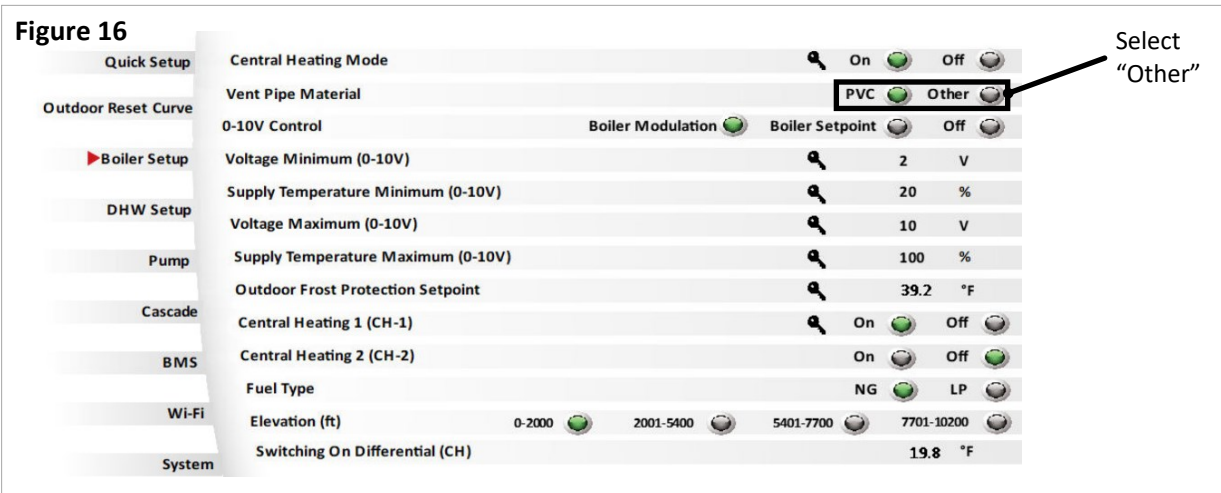 Figure 16
Select
"Other"
Quick Setup
Outdoor Reset Curve
Boiler Setup
DHW Setup
Pump
Cascade
BMS
Wi-Fi
System
Central Heating Mode On Off
Vent Pipe Material PVC Other
0-10V Control Boiler Modulation Boiler Setpoint Off
Voltage Minimum (0-10V) 2 V
Supply Temperature Minimum (0-10V) 20 %
Voltage Maximum (0-10V) 10 V
Supply Temperature Maximum (0-10V) 100 %
Outdoor Frost Protection Setpoint 39.2 °F
Central Heating 1 (CH-1) On Off
Central Heating 2 (CH-2) On Off
Fuel Type NG LP
Elevation (ft) 0-2000 2001-5400 5401-7700 7701-10200
Switching On Differential (CH) 19.8 °F